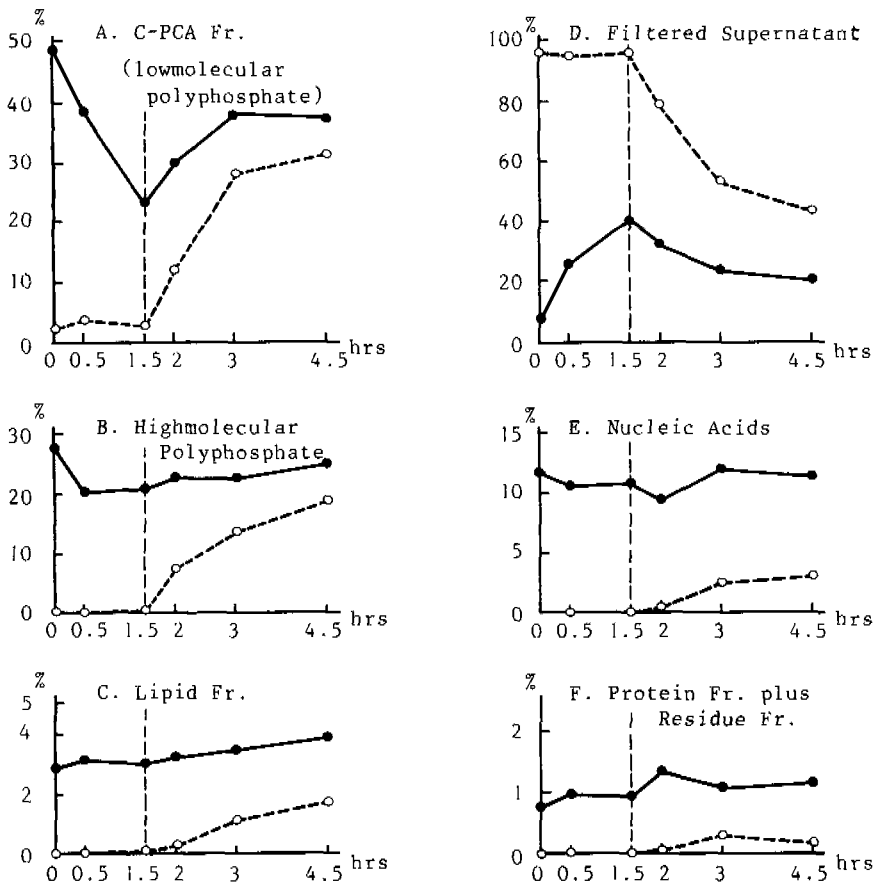 %
A. C-PCA Fr.
(lowmolecular
polyphosphate)
50
40
30
20
10
0
0 0.5 1.5 2 3 4.5 hrs
%
D. Filtered Supernatant
100
80
60
40
20
0
0 0.5 1.5 2 3 4.5 hrs
%
B. Highmolecular
Polyphosphate
30
20
10
0
0 0.5 1.5 2 3 4.5 hrs
%
E. Nucleic Acids
15
10
5
0
0 0.5 1.5 2 3 4.5 hrs
%
C. Lipid Fr.
5
4
2
0
0 0.5 1.5 2 3 4.5 hrs
%
F. Protein Fr. plus
Residue Fr.
2
1
0
0 0.5 1.5 2 3 4.5 hrs